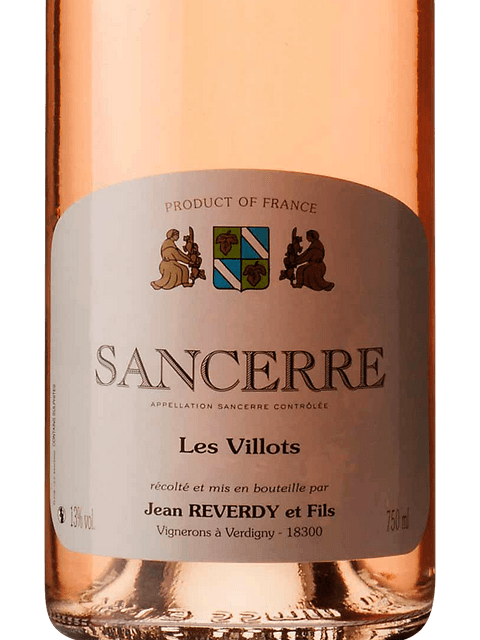 PRODUCT OF FRANCE
SANCERRE
APPELLATION SANCERRE CONTRÔLÉE
Les Villots
récolté et mis en bouteille par
Jean REVERDY et Fils
Vignerons à Verdigny - 18300
13% vol.
750 ml